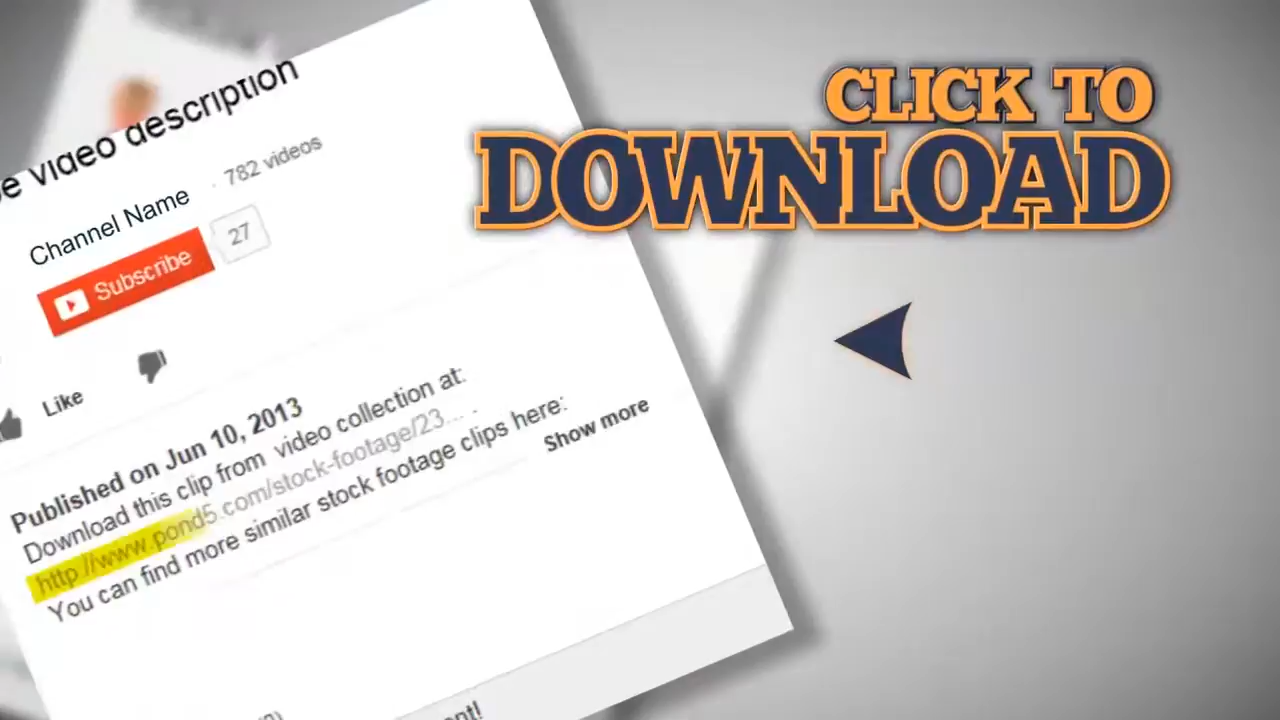 CLICK TO
DOWNLOAD
video description
Channel Name · 782 videos
Subscribe 27
Like
Published on Jun 10, 2013
Download this clip from video collection at:
http://www.pond5.com/stock-footage/23...
You can find more similar stock footage clips here:
Show more